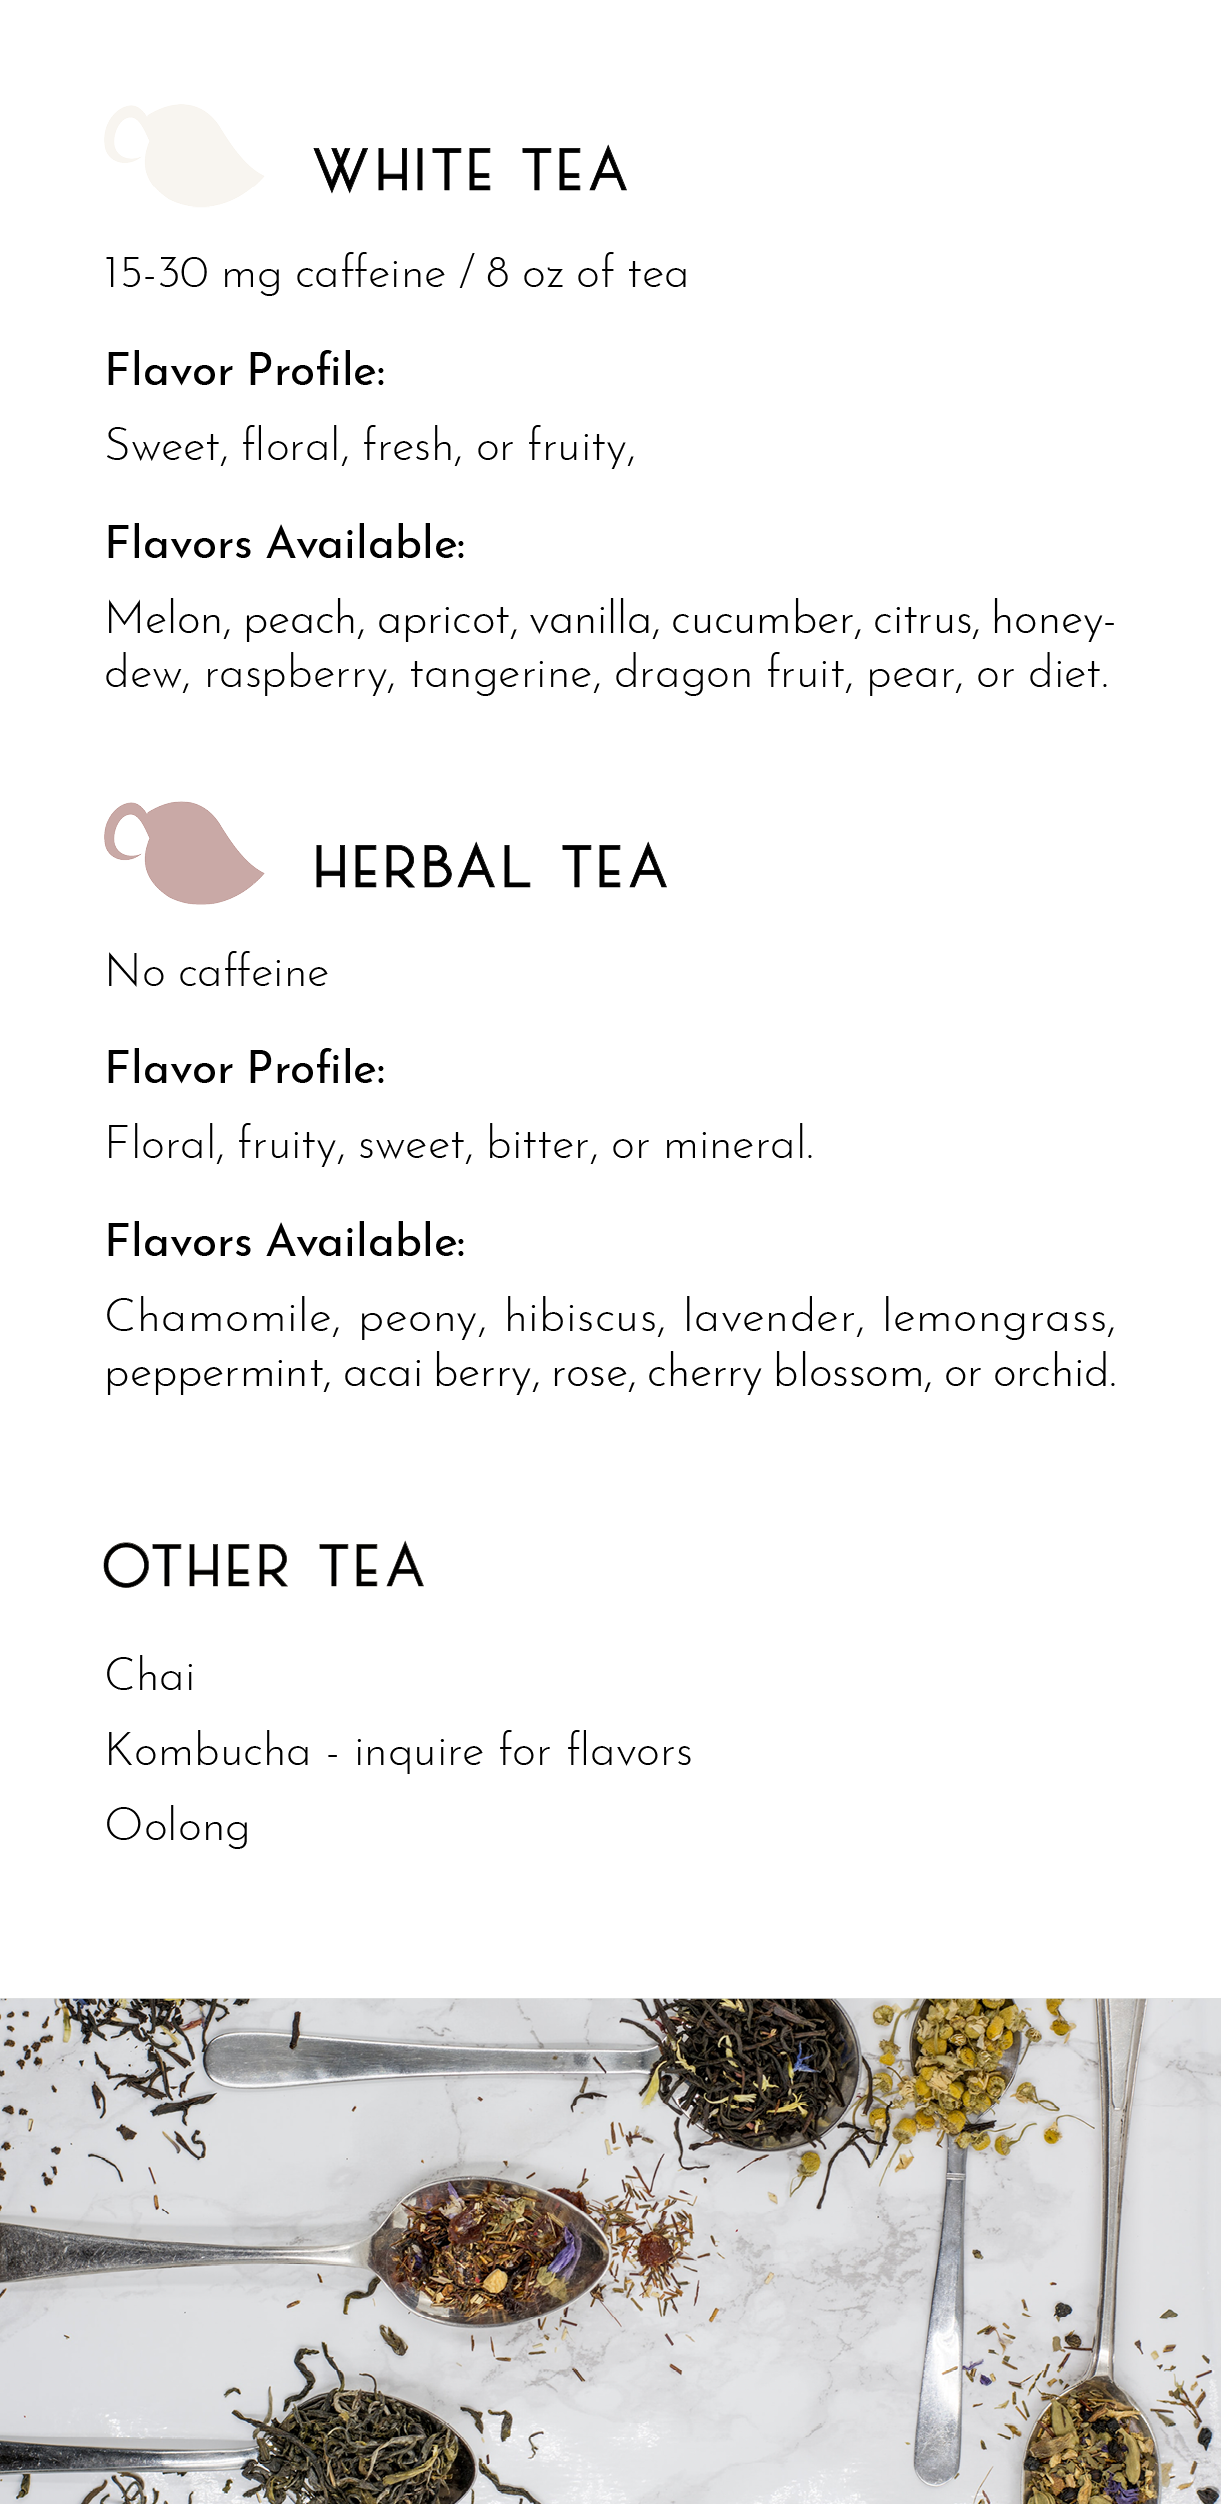 WHITE TEA
15-30 mg caffeine / 8 oz of tea
Flavor Profile:
Sweet, floral, fresh, or fruity,
Flavors Available:
Melon, peach, apricot, vanilla, cucumber, citrus, honey-
dew, raspberry, tangerine, dragon fruit, pear, or diet.
HERBAL TEA
No caffeine
Flavor Profile:
Floral, fruity, sweet, bitter, or mineral.
Flavors Available:
Chamomile, peony, hibiscus, lavender, lemongrass,
peppermint, acai berry, rose, cherry blossom, or orchid.
OTHER TEA
Chai
Kombucha - inquire for flavors
Oolong